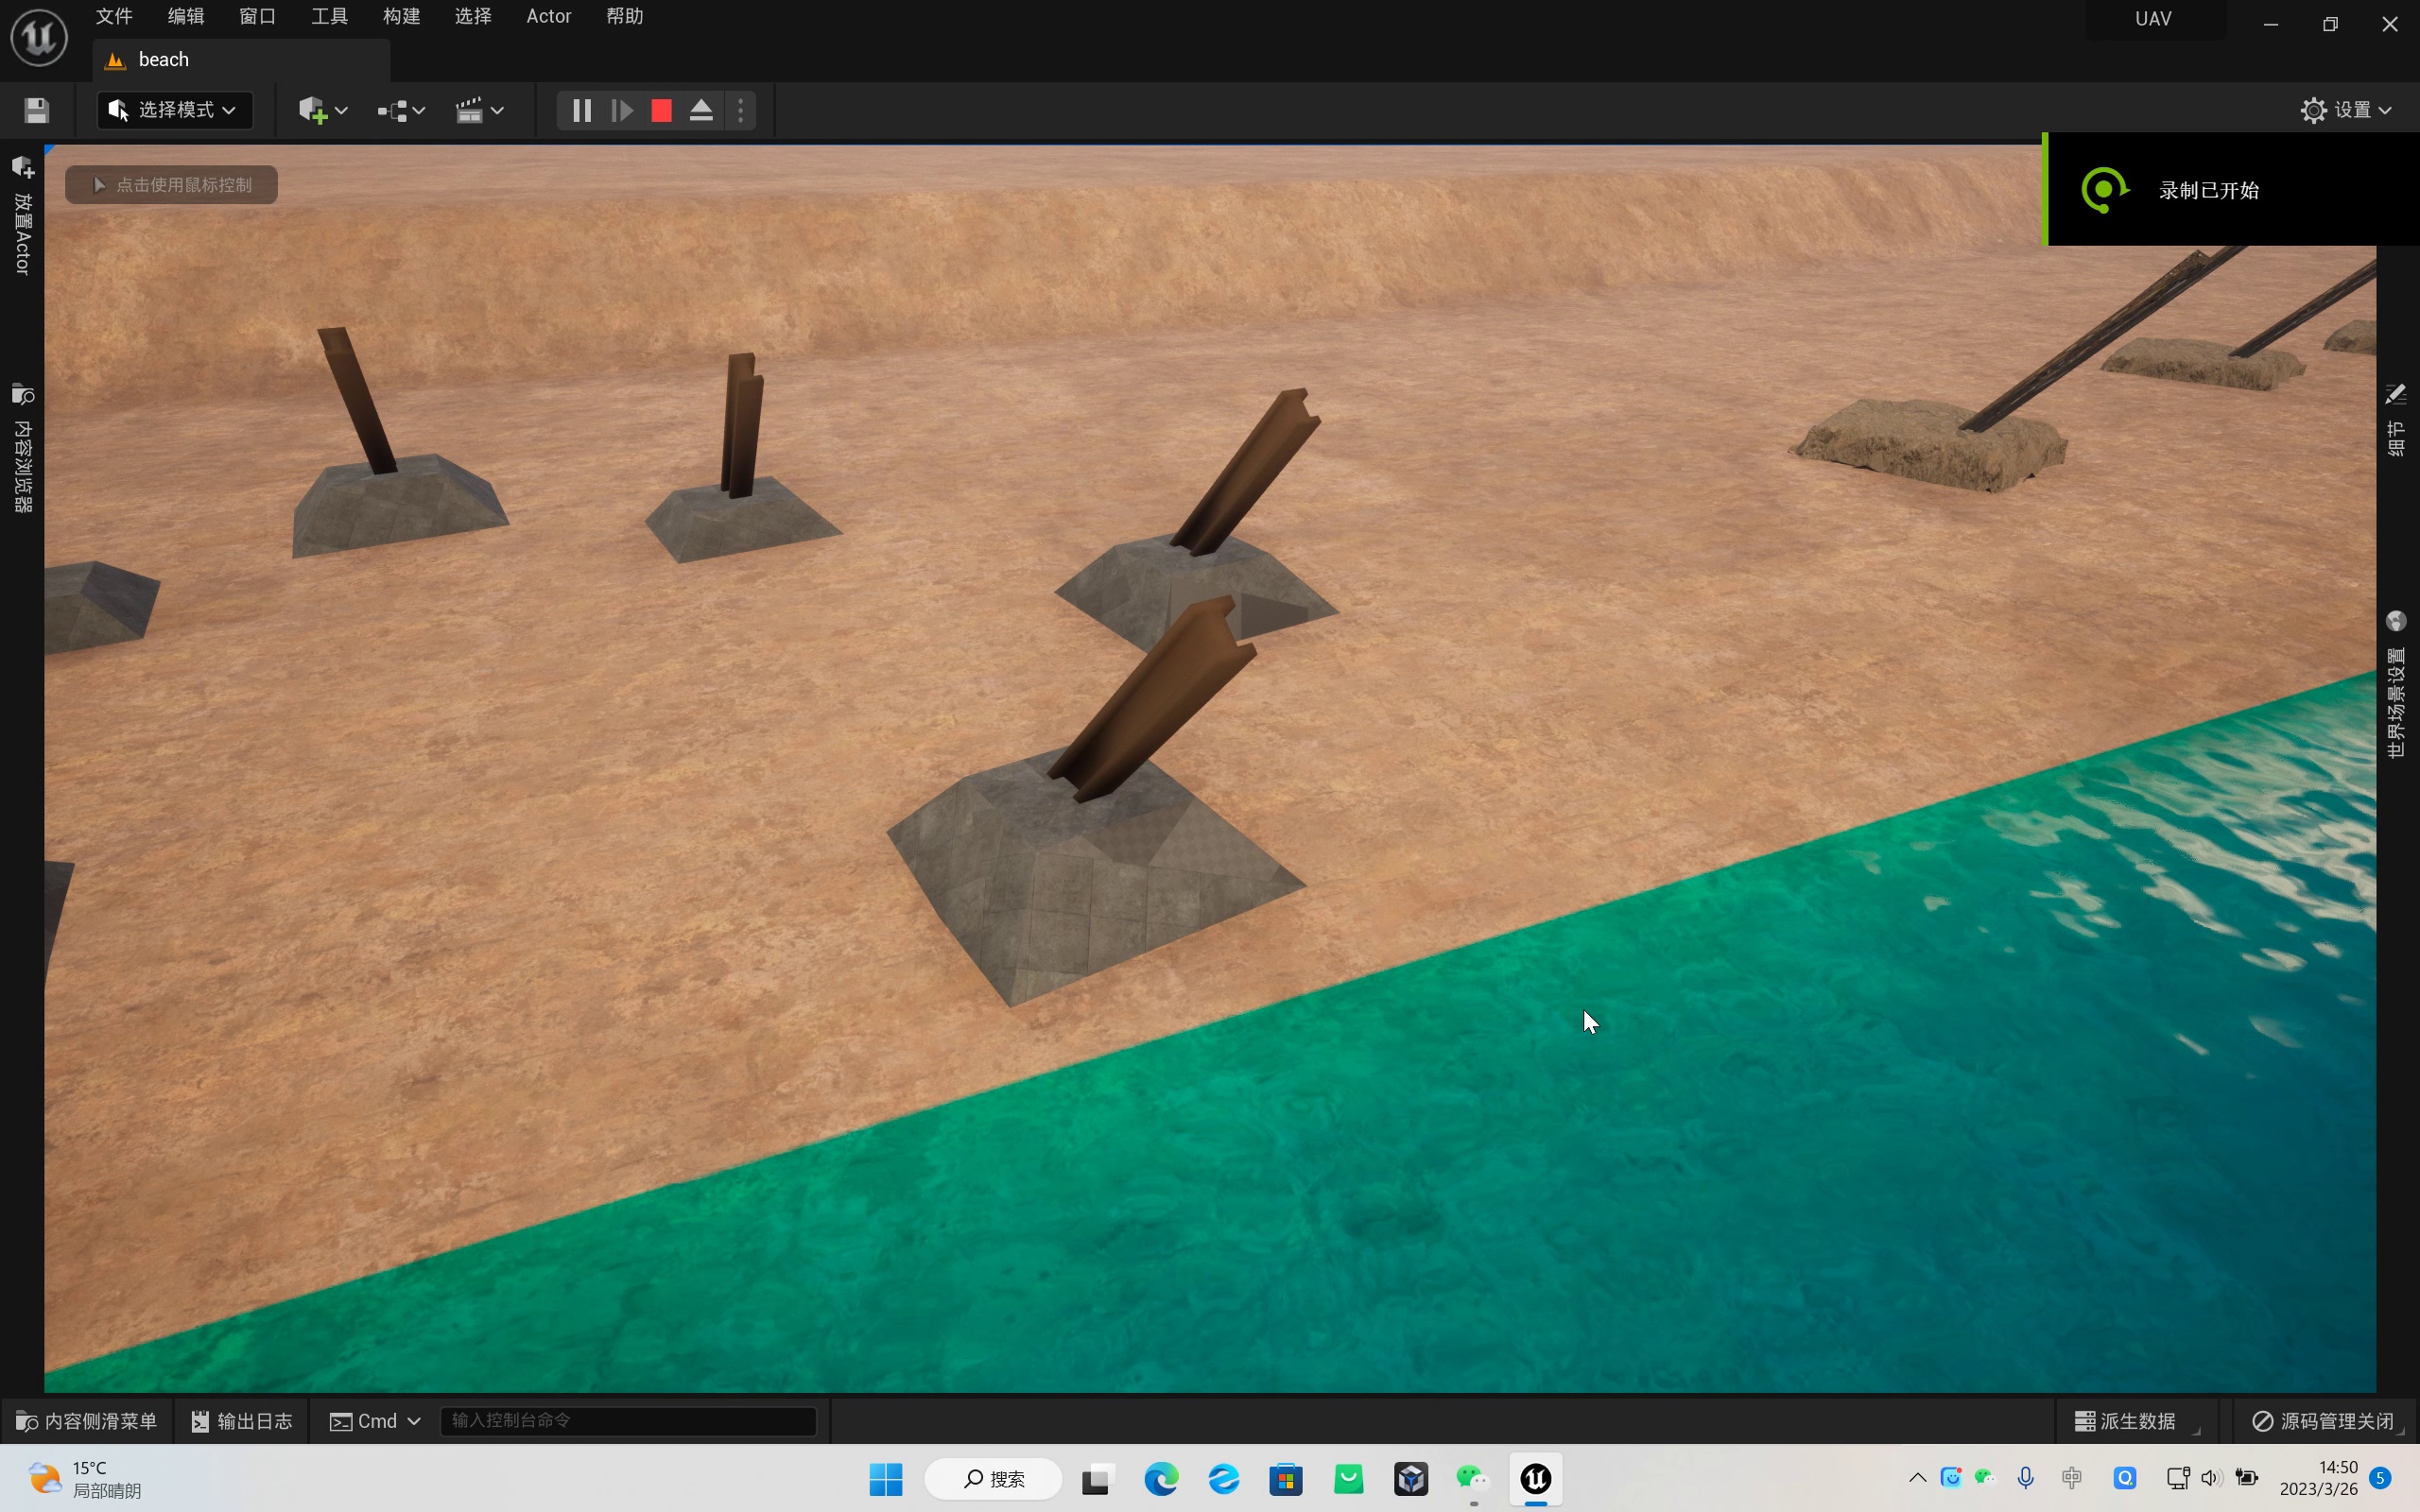 文件 编辑 窗口 工具 构建 选择 Actor 帮助
UAV
beach
选择模式
设置
放置Actor
点击使用鼠标控制
录制已开始
内容浏览器
细节
世界场景设置
内容侧滑菜单 输出日志 Cmd 输入控制台命令 派生数据 源码管理关闭
15°C
局部晴朗
搜索
中
14:50
2023/3/26
5